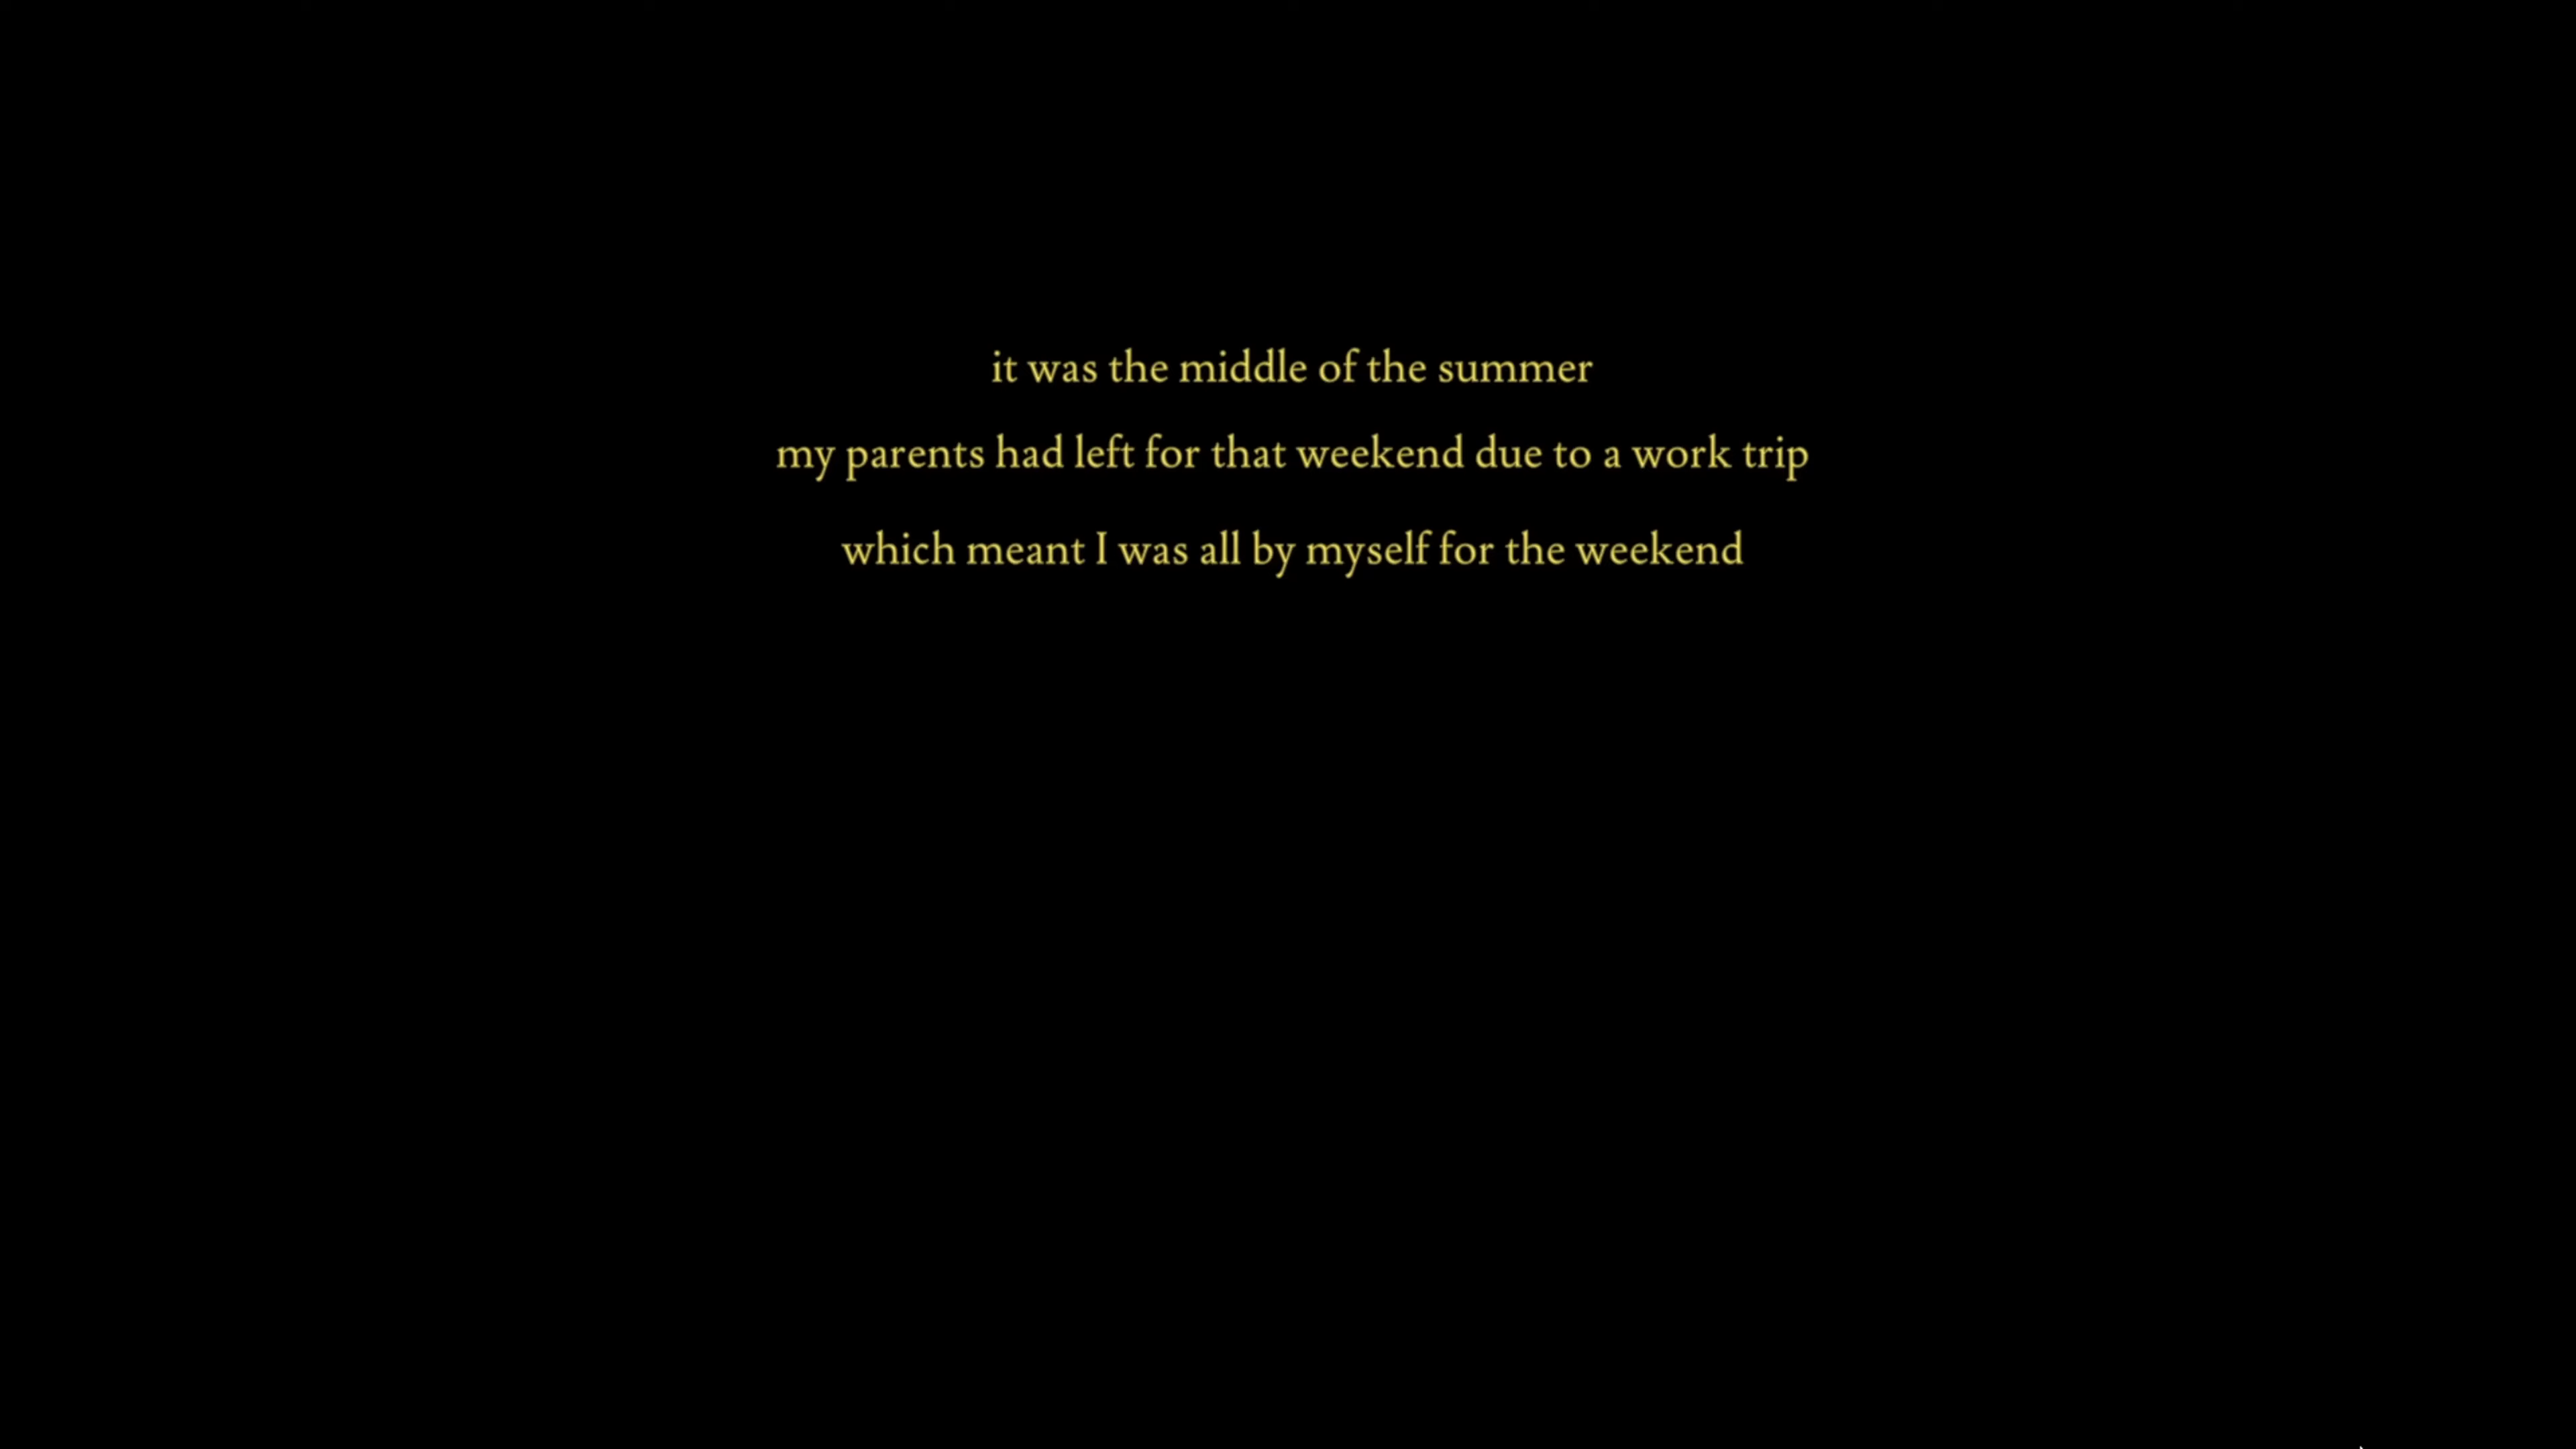 it was the middle of the summer
my parents had left for that weekend due to a work trip
which meant I was all by myself for the weekend